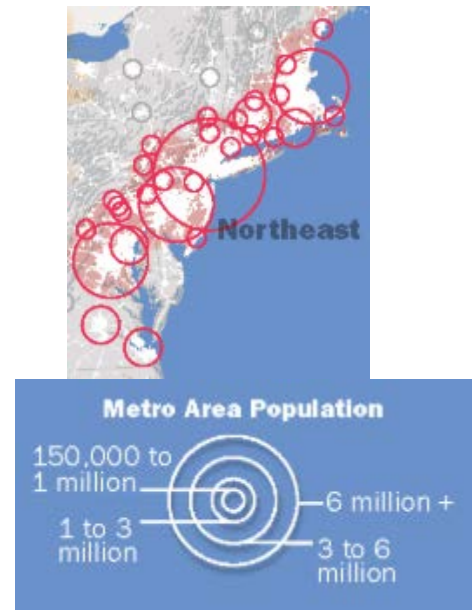 Northeast
Metro Area Population
150,000 to
1 million
1 to 3
million
6 million +
3 to 6
million